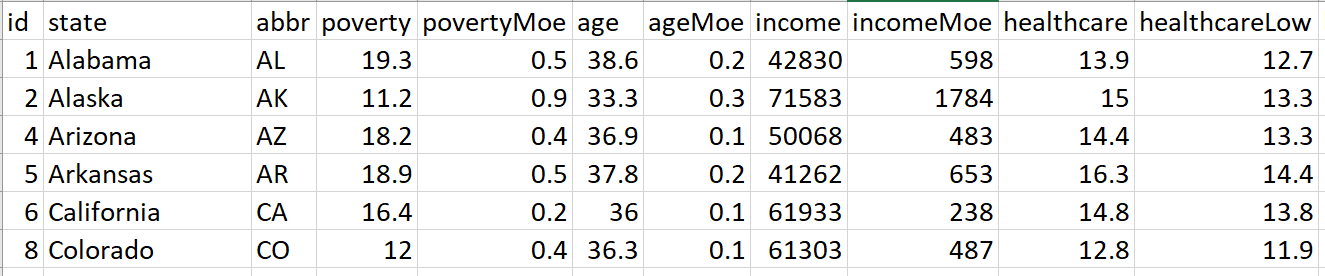 id state abbr poverty povertyMoe age ageMoe income incomeMoe healthcare healthcareLow
1 Alabama AL 19.3 0.5 38.6 0.2 42830 598 13.9 12.7
2 Alaska AK 11.2 0.9 33.3 0.3 71583 1784 15 13.3
4 Arizona AZ 18.2 0.4 36.9 0.1 50068 483 14.4 13.3
5 Arkansas AR 18.9 0.5 37.8 0.2 41262 653 16.3 14.4
6 California CA 16.4 0.2 36 0.1 61933 238 14.8 13.8
8 Colorado CO 12 0.4 36.3 0.1 61303 487 12.8 11.9